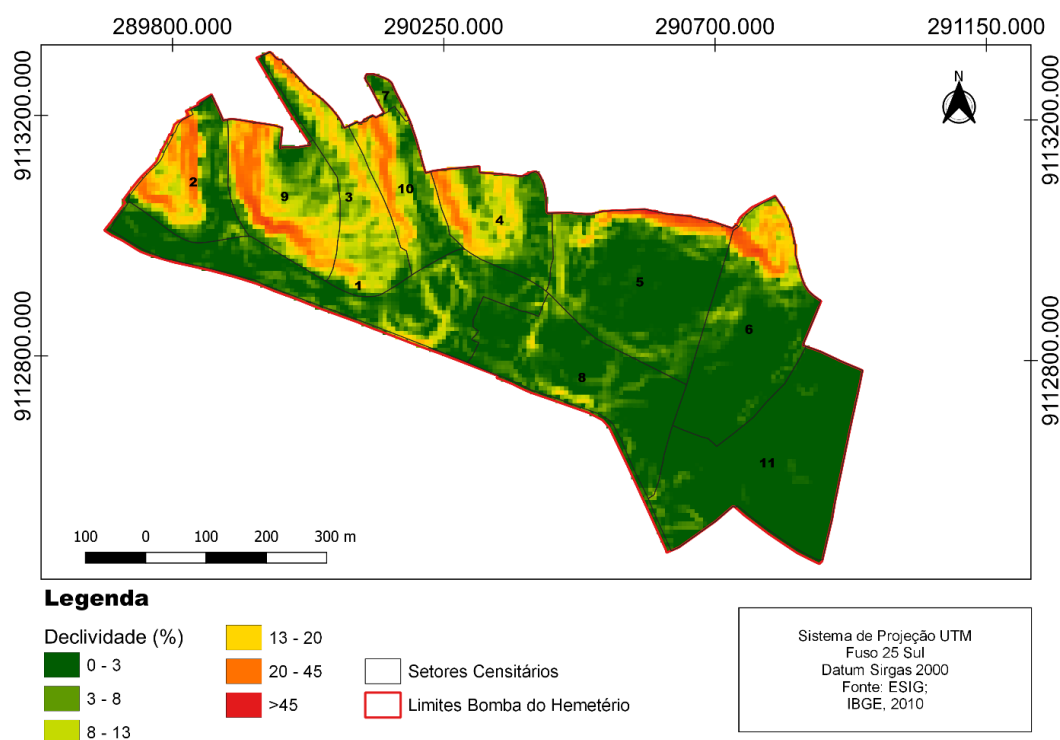 289800.000 290250.000 290700.000 291150.000
9113200.000
9113200.000
9112800.000
9112800.000
N
7
2
10
9
3
4
1
5
6
8
11
100 0 100 200 300 m
Legenda
Declividade (%)
0 - 3
3 - 8
8 - 13
13 - 20
20 - 45
>45
Setores Censitários
Limites Bomba do Hemetério
Sistema de Projeção UTM
Fuso 25 Sul
Datum Sirgas 2000
Fonte: ESIG;
IBGE, 2010